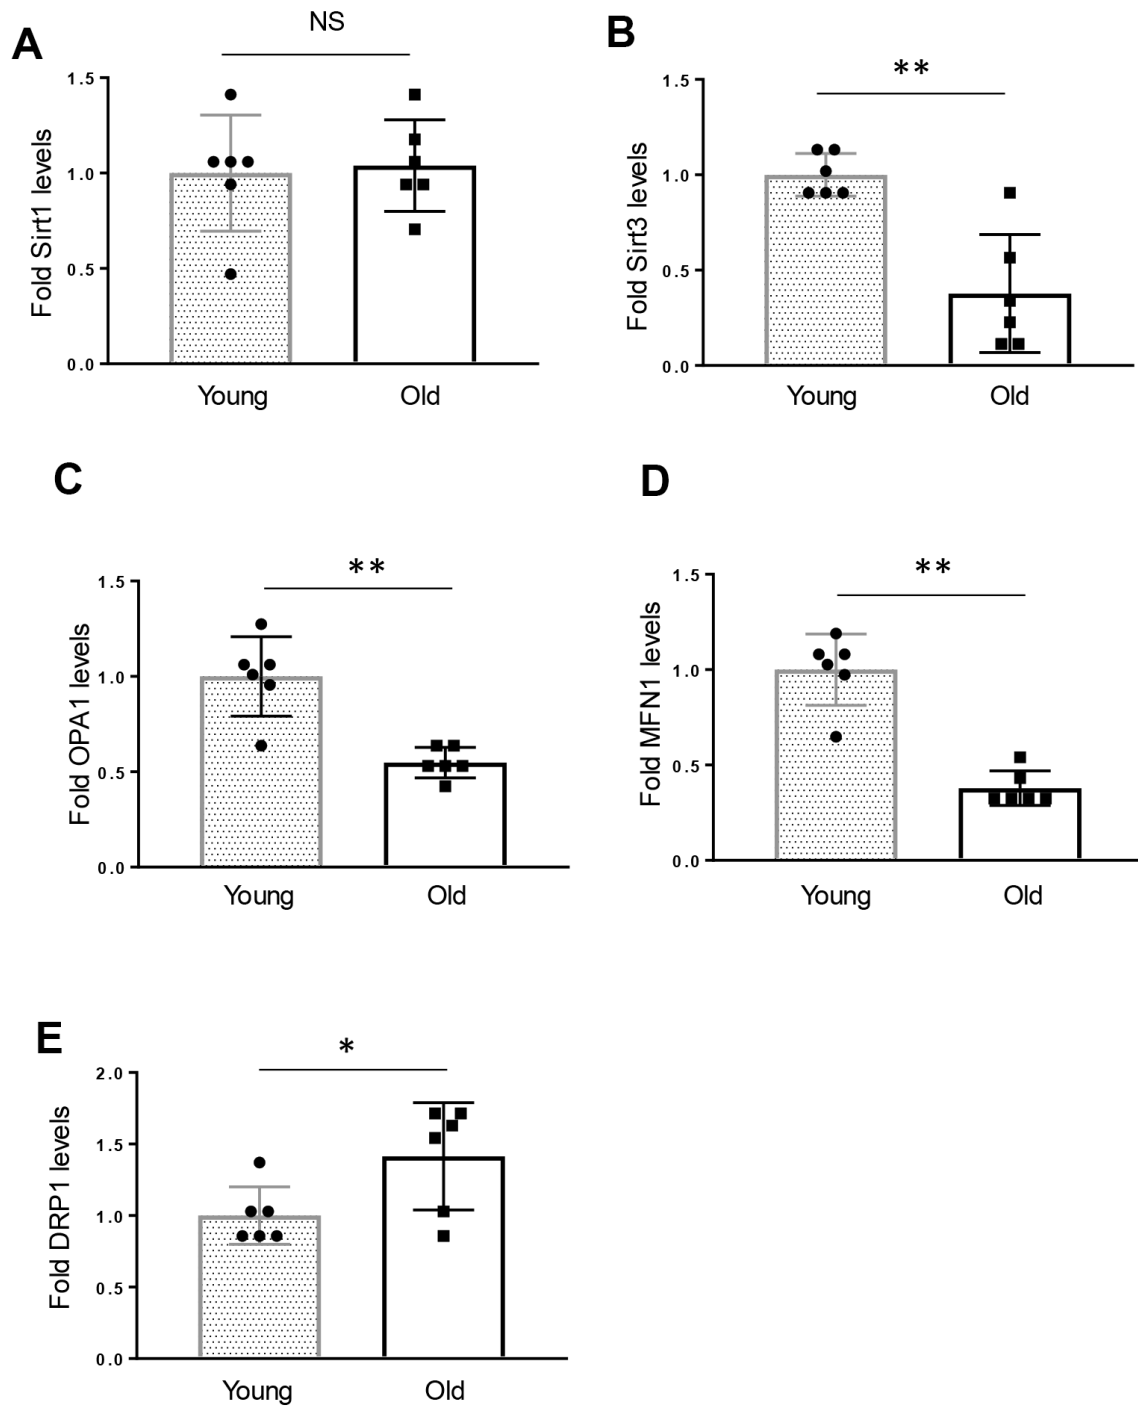 A
NS
Fold Sirt1 levels
1.5
1.0
0.5
0.0
Young Old
B
**
Fold Sirt3 levels
1.5
1.0
0.5
0.0
Young Old
C
**
Fold OPA1 levels
1.5
1.0
0.5
0.0
Young Old
D
**
Fold MFN1 levels
1.5
1.0
0.5
0.0
Young Old
E
*
Fold DRP1 levels
2.0
1.5
1.0
0.5
0.0
Young Old